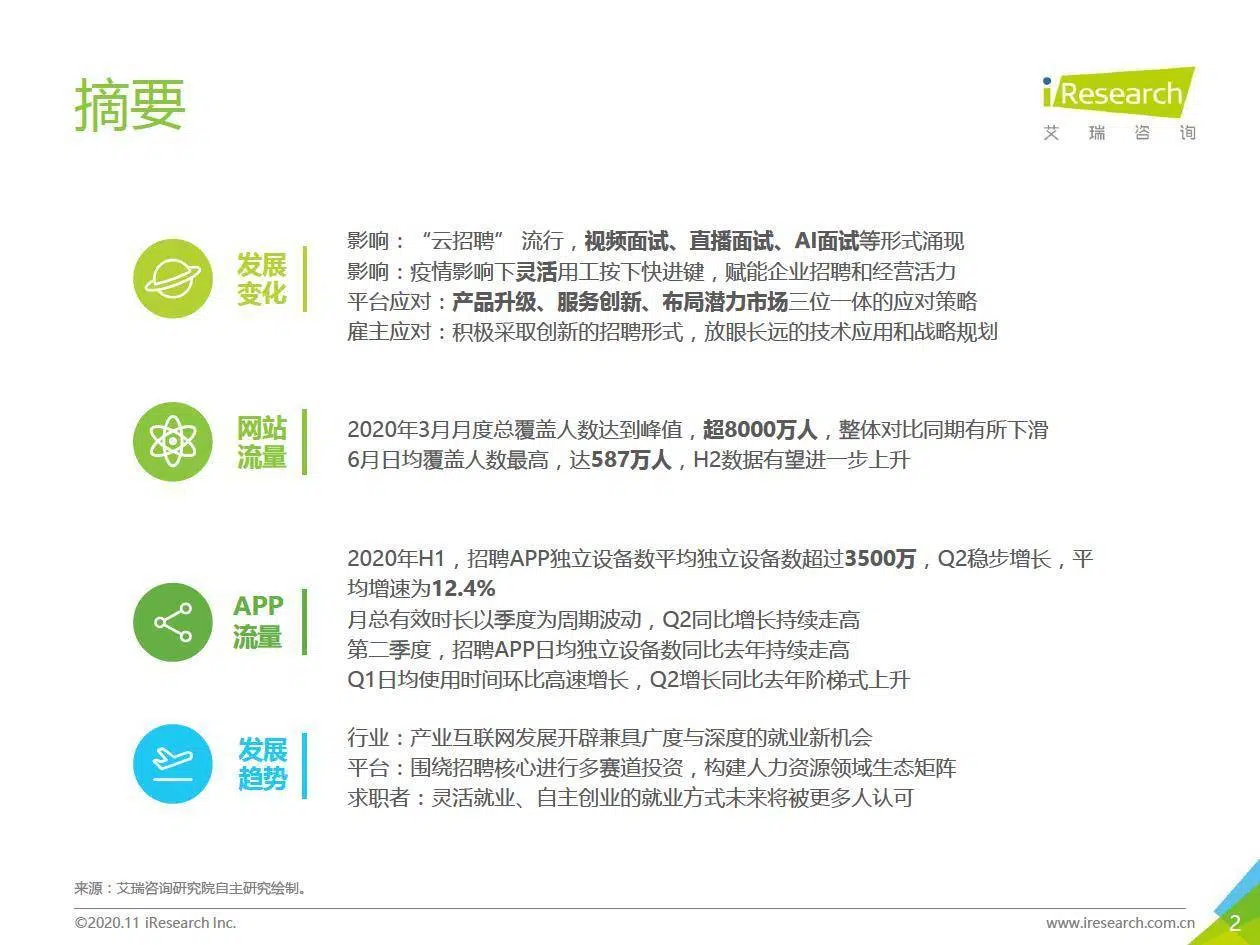 摘要
iResearch
艾瑞咨询
发展
变化
影响：“云招聘” 流行，视频面试、直播面试、AI面试等形式涌现
影响：疫情影响下灵活用工按下快进键，赋能企业招聘和经营活力
平台应对：产品升级、服务创新、布局潜力市场三位一体的应对策略
雇主应对：积极采取创新的招聘形式，放眼长远的技术应用和战略规划
网站
流量
2020年3月月度总覆盖人数达到峰值，超8000万人，整体对比同期有所下滑
6月日均覆盖人数最高，达587万人，H2数据有望进一步上升
APP
流量
2020年H1，招聘APP独立设备数平均独立设备数超过3500万，Q2稳步增长，平
均增速为12.4%
月总有效时长以季度为周期波动，Q2同比增长持续走高
第二季度，招聘APP日均独立设备数同比去年持续走高
Q1日均使用时间环比高速增长，Q2增长同比去年阶梯式上升
发展
趋势
行业：产业互联网发展开辟兼具广度与深度的就业新机会
平台：围绕招聘核心进行多赛道投资，构建人力资源领域生态矩阵
求职者：灵活就业、自主创业的就业方式未来将被更多人认可
来源：艾瑞咨询研究院自主研究绘制。
©2020.11 iResearch Inc.
www.iresearch.com.cn
2